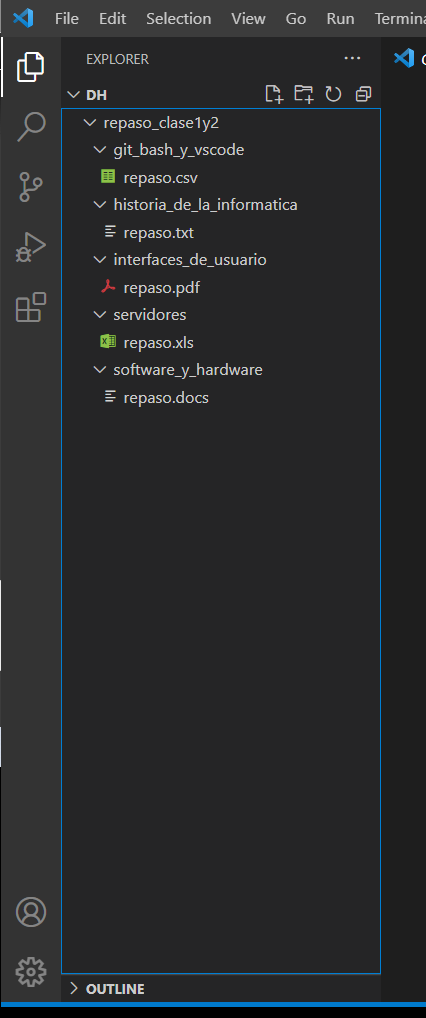 File Edit Selection View Go Run Termina
EXPLORER ...
DH
repaso_clase1y2
git_bash_y_vscode
repaso.csv
historia_de_la_informatica
repaso.txt
interfaces_de_usuario
repaso.pdf
servidores
repaso.xls
software_y_hardware
repaso.docs
OUTLINE